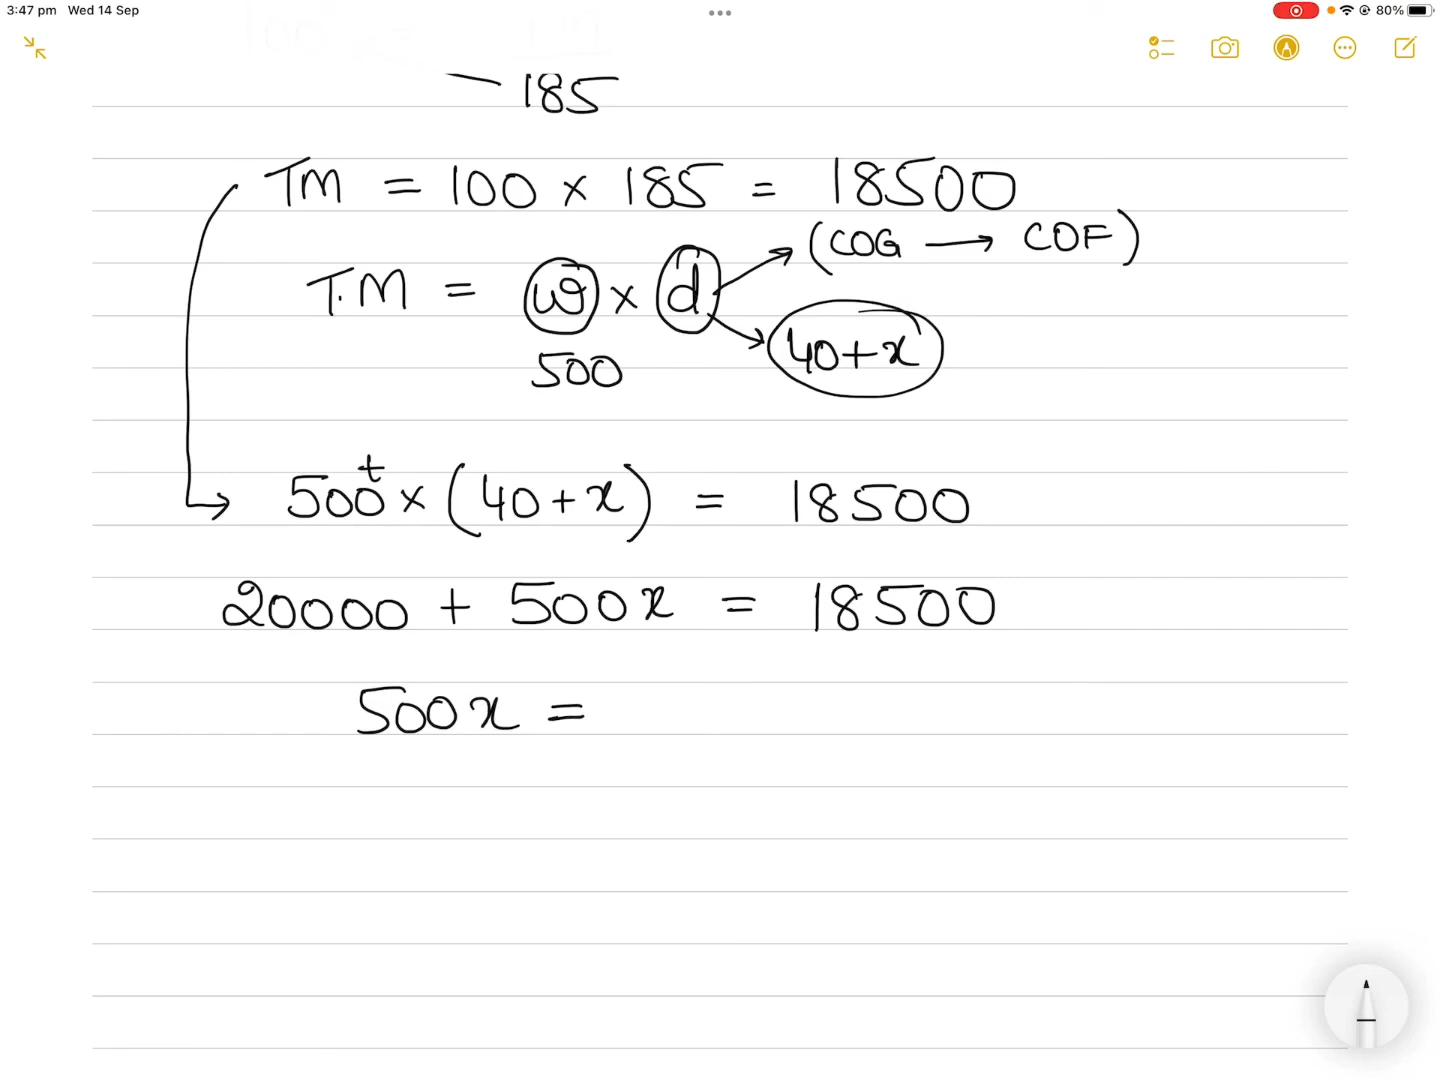 3:47 pm Wed 14 Sep
80%
185
TM = 100 × 185 = 18500
(COG → COF)
T.M = w × d
40+x
500
500t × (40+x) = 18500
20000 + 500x = 18500
500x =